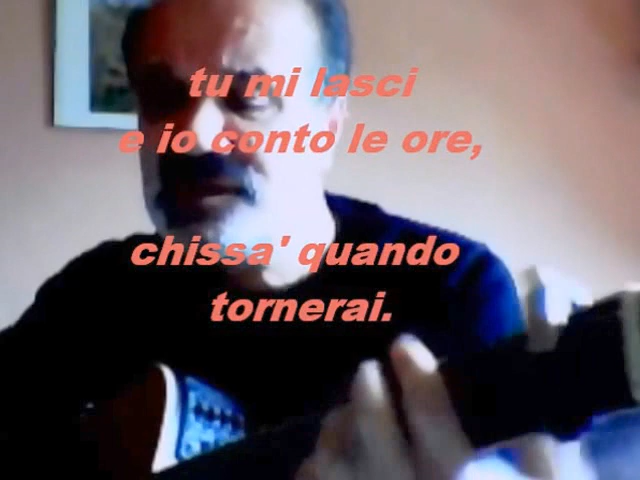 tu mi lasci
e io conto le ore,
chissa' quando
tornerai.